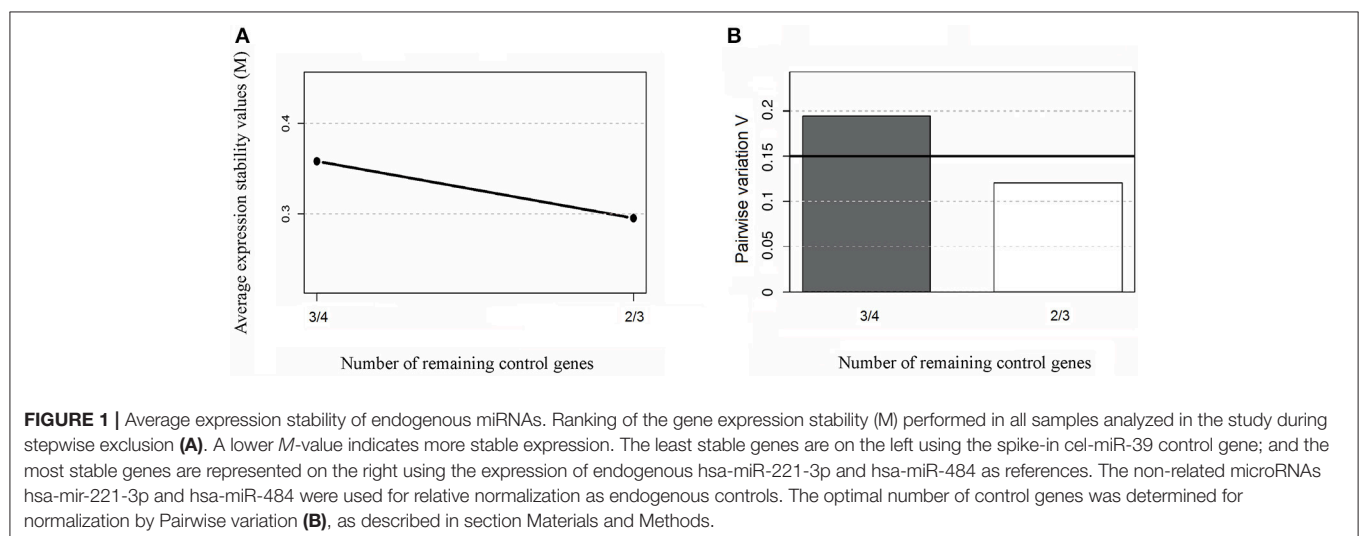 A
Average expression stability values (M)
0.4
0.3
3/4
2/3
Number of remaining control genes
B
Pairwise variation V
0.2
0.15
0.1
0.05
0
3/4
2/3
Number of remaining control genes
FIGURE 1 | Average expression stability of endogenous miRNAs. Ranking of the gene expression stability (M) performed in all samples analyzed in the study during
stepwise exclusion (A). A lower M-value indicates more stable expression. The least stable genes are on the left using the spike-in cel-miR-39 control gene; and the
most stable genes are represented on the right using the expression of endogenous hsa-miR-221-3p and hsa-miR-484 as references. The non-related microRNAs
hsa-mir-221-3p and hsa-miR-484 were used for relative normalization as endogenous controls. The optimal number of control genes was determined for
normalization by Pairwise variation (B), as described in section Materials and Methods.